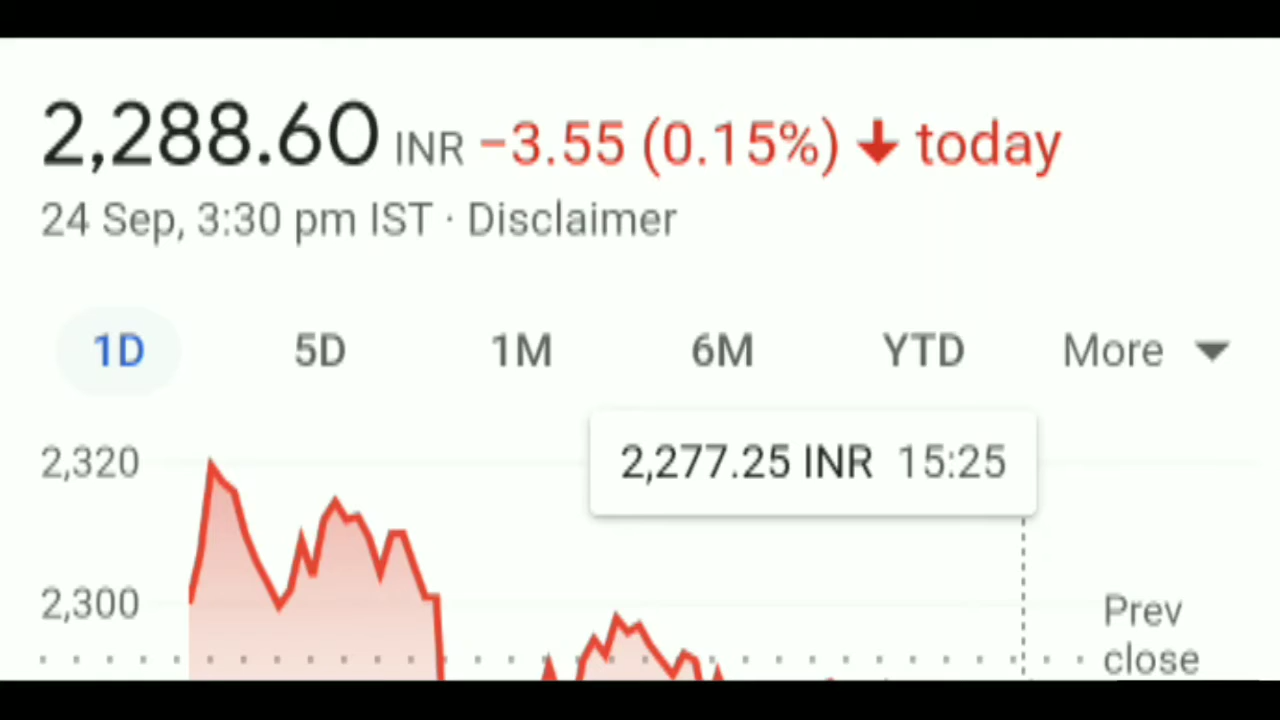 2,288.60 INR −3.55 (0.15%) ↓ today
24 Sep, 3:30 pm IST · Disclaimer
1D 5D 1M 6M YTD More
2,277.25 INR 15:25
2,320
2,300
Prev
close